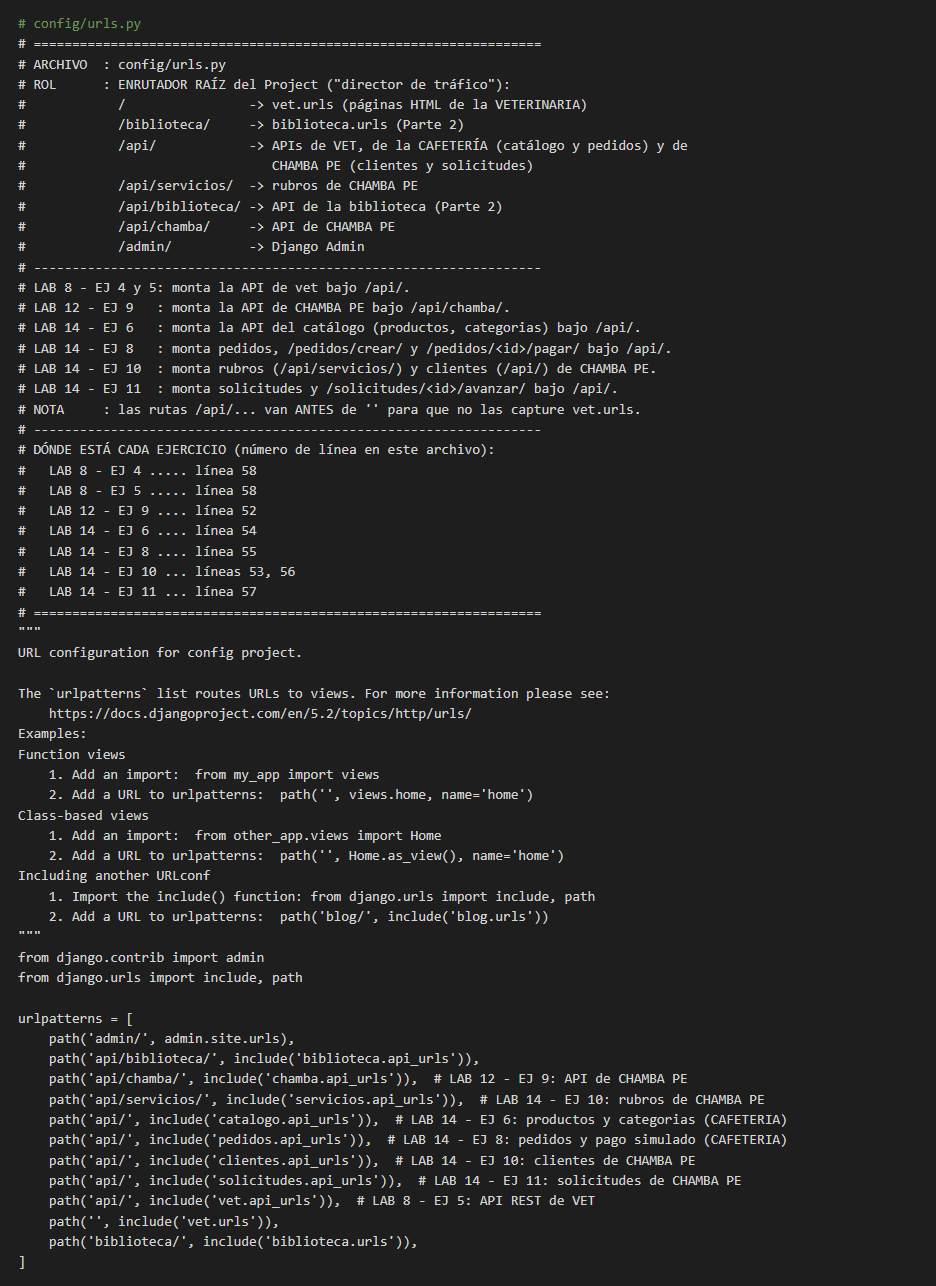 # config/urls.py
# ==================================================================
# ARCHIVO  : config/urls.py
# ROL      : ENRUTADOR RAÍZ del Project ("director de tráfico"):
#            /                -> vet.urls (páginas HTML de la VETERINARIA)
#            /biblioteca/     -> biblioteca.urls (Parte 2)
#            /api/            -> APIs de VET, de la CAFETERÍA (catálogo y pedidos) y de
#                                CHAMBA PE (clientes y solicitudes)
#            /api/servicios/  -> rubros de CHAMBA PE
#            /api/biblioteca/ -> API de la biblioteca (Parte 2)
#            /api/chamba/     -> API de CHAMBA PE
#            /admin/          -> Django Admin
# ------------------------------------------------------------------
# LAB 8 - EJ 4 y 5: monta la API de vet bajo /api/.
# LAB 12 - EJ 9   : monta la API de CHAMBA PE bajo /api/chamba/.
# LAB 14 - EJ 6   : monta la API del catálogo (productos, categorias) bajo /api/.
# LAB 14 - EJ 8   : monta pedidos, /pedidos/crear/ y /pedidos/<id>/pagar/ bajo /api/.
# LAB 14 - EJ 10  : monta rubros (/api/servicios/) y clientes (/api/) de CHAMBA PE.
# LAB 14 - EJ 11  : monta solicitudes y /solicitudes/<id>/avanzar/ bajo /api/.
# NOTA     : las rutas /api/... van ANTES de '' para que no las capture vet.urls.
# ------------------------------------------------------------------
# DÓNDE ESTÁ CADA EJERCICIO (número de línea en este archivo):
#   LAB 8 - EJ 4 ..... línea 58
#   LAB 8 - EJ 5 ..... línea 58
#   LAB 12 - EJ 9 .... línea 52
#   LAB 14 - EJ 6 .... línea 54
#   LAB 14 - EJ 8 .... línea 55
#   LAB 14 - EJ 10 ... líneas 53, 56
#   LAB 14 - EJ 11 ... línea 57
# ==================================================================
"""
URL configuration for config project.

The `urlpatterns` list routes URLs to views. For more information please see:
    https://docs.djangoproject.com/en/5.2/topics/http/urls/
Examples:
Function views
    1. Add an import:  from my_app import views
    2. Add a URL to urlpatterns:  path('', views.home, name='home')
Class-based views
    1. Add an import:  from other_app.views import Home
    2. Add a URL to urlpatterns:  path('', Home.as_view(), name='home')
Including another URLconf
    1. Import the include() function: from django.urls import include, path
    2. Add a URL to urlpatterns:  path('blog/', include('blog.urls'))
"""
from django.contrib import admin
from django.urls import include, path

urlpatterns = [
    path('admin/', admin.site.urls),
    path('api/biblioteca/', include('biblioteca.api_urls')),
    path('api/chamba/', include('chamba.api_urls')),  # LAB 12 - EJ 9: API de CHAMBA PE
    path('api/servicios/', include('servicios.api_urls')),  # LAB 14 - EJ 10: rubros de CHAMBA PE
    path('api/', include('catalogo.api_urls')),  # LAB 14 - EJ 6: productos y categorias (CAFETERIA)
    path('api/', include('pedidos.api_urls')),  # LAB 14 - EJ 8: pedidos y pago simulado (CAFETERIA)
    path('api/', include('clientes.api_urls')),  # LAB 14 - EJ 10: clientes de CHAMBA PE
    path('api/', include('solicitudes.api_urls')),  # LAB 14 - EJ 11: solicitudes de CHAMBA PE
    path('api/', include('vet.api_urls')),  # LAB 8 - EJ 5: API REST de VET
    path('', include('vet.urls')),
    path('biblioteca/', include('biblioteca.urls')),
]